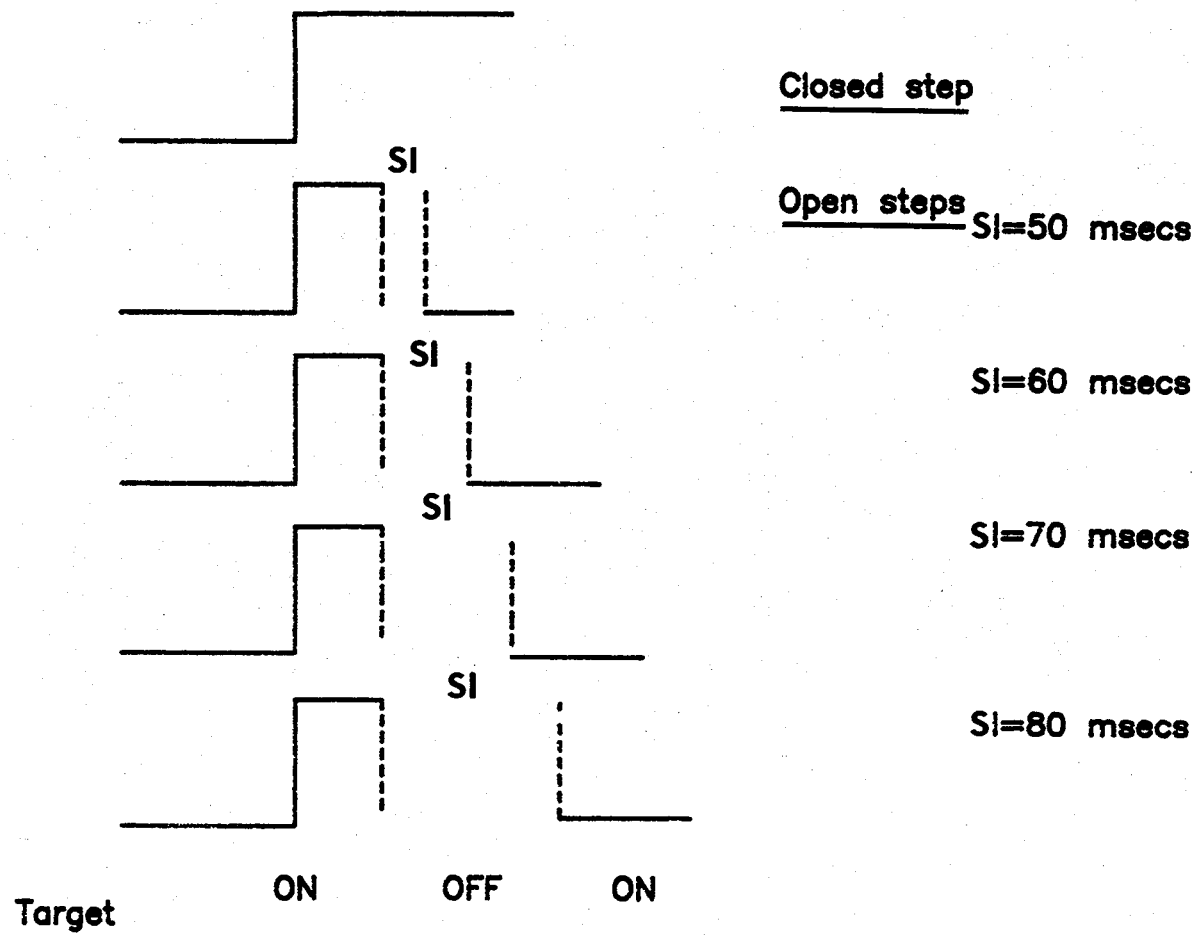 Closed step
SI
Open steps SI=50 msecs
SI
SI=60 msecs
SI
SI=70 msecs
SI
SI=80 msecs
ON OFF ON
Target